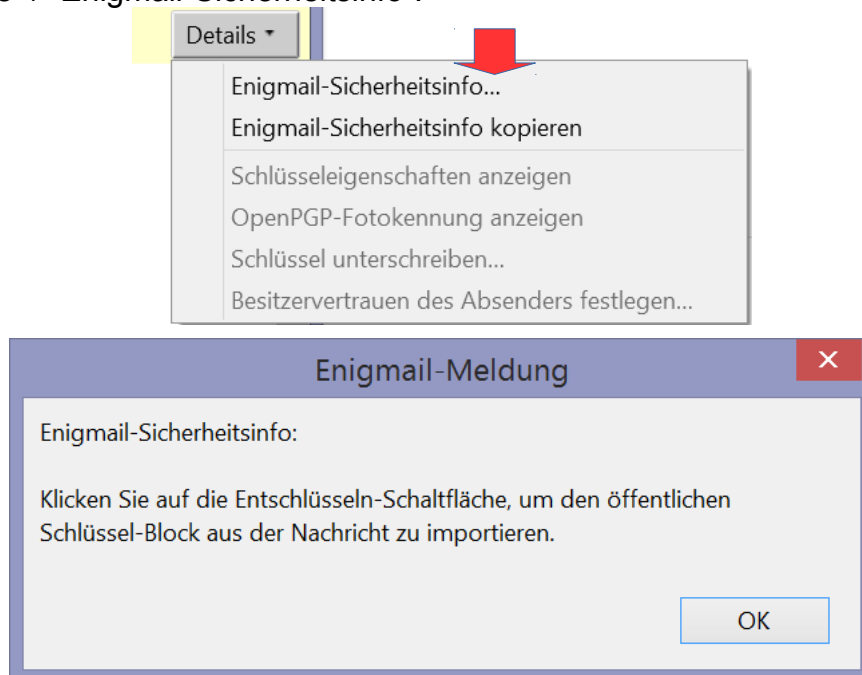 Enigmail-Sicherheitsinfo".
Details
Enigmail-Sicherheitsinfo...
Enigmail-Sicherheitsinfo kopieren
Schlüsseleigenschaften anzeigen
OpenPGP-Fotokennung anzeigen
Schlüssel unterschreiben...
Besitzervertrauen des Absenders festlegen...
Enigmail-Meldung
Enigmail-Sicherheitsinfo:
Klicken Sie auf die Entschlüsseln-Schaltfläche, um den öffentlichen
Schlüssel-Block aus der Nachricht zu importieren.
OK